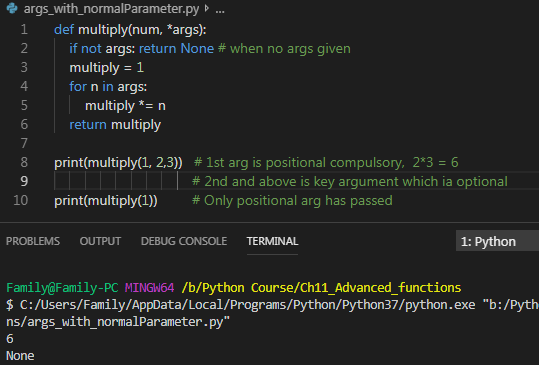 args_with_normalParameter.py › ...
1 def multiply(num, *args):
2 if not args: return None # when no args given
3 multiply = 1
4 for n in args:
5 multiply *= n
6 return multiply
7
8 print(multiply(1, 2,3)) # 1st arg is positional compulsory, 2*3 = 6
9 # 2nd and above is key argument which ia optional
10 print(multiply(1)) # Only positional arg has passed
PROBLEMS OUTPUT DEBUG CONSOLE TERMINAL 1: Python
Family@Family-PC MINGW64 /b/Python Course/Ch11_Advanced_functions
$ C:/Users/Family/AppData/Local/Programs/Python/Python37/python.exe "b:/Pyth
ns/args_with_normalParameter.py"
6
None